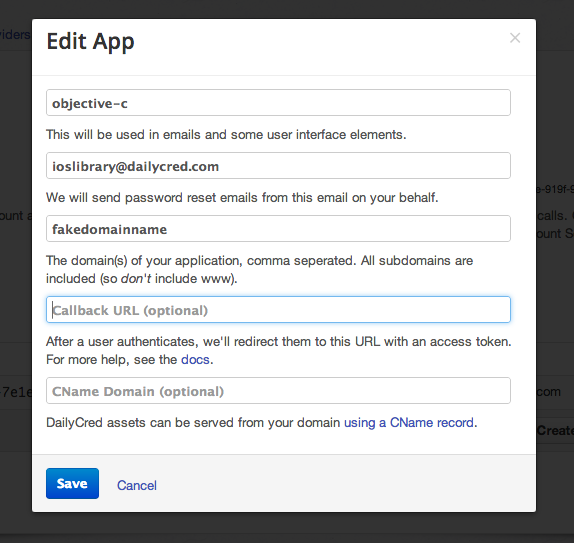 Edit App
×
objective-c
This will be used in emails and some user interface elements.
ioslibrary@dailycred.com
We will send password reset emails from this email on your behalf.
fakedomainname
The domain(s) of your application, comma seperated. All subdomains are
included (so don't include www).
Callback URL (optional)
After a user authenticates, we'll redirect them to this URL with an access token.
For more help, see the docs.
CName Domain (optional)
DailyCred assets can be served from your domain using a CName record.
Save
Cancel
viders
-919f-9
ount a
calls.
ount S
-7e1e
com
Create